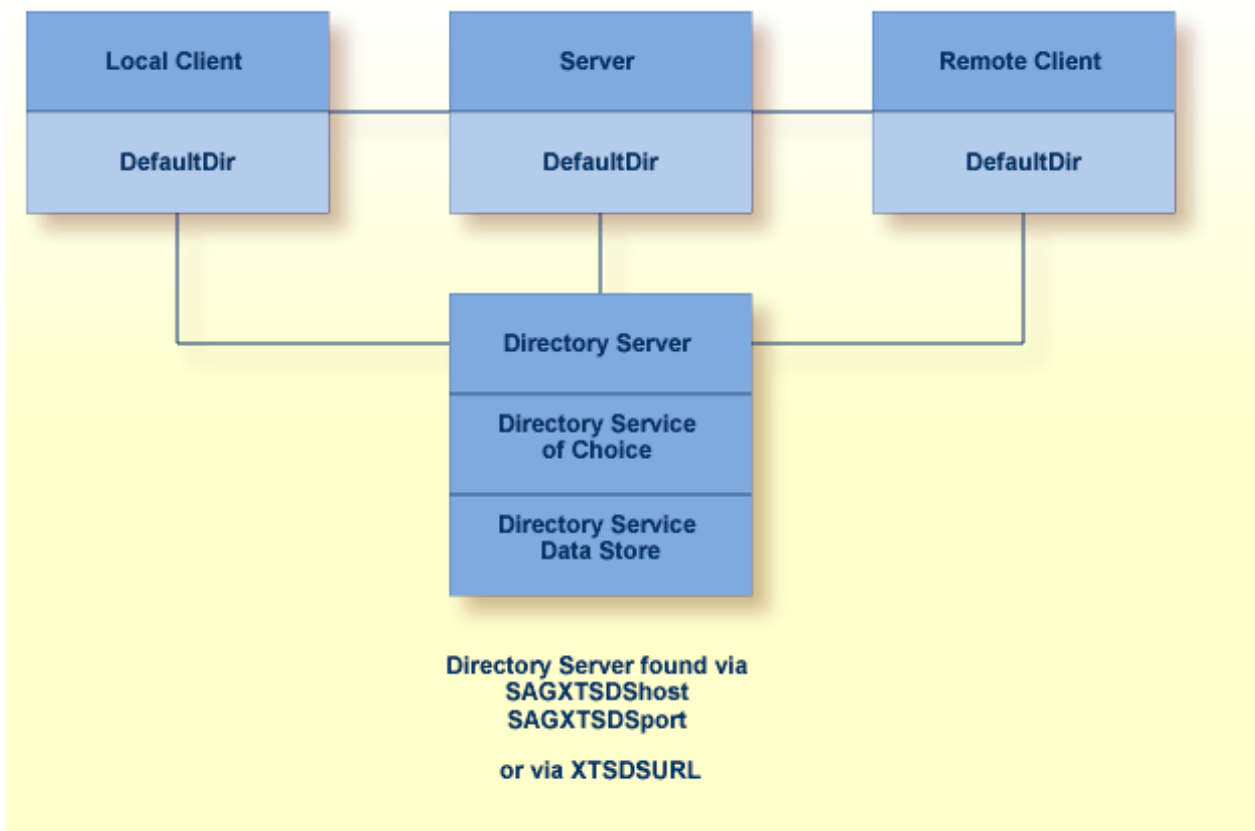 Local Client
Server
Remote Client
DefaultDir
DefaultDir
DefaultDir
Directory Server
Directory Service
of Choice
Directory Service
Data Store
Directory Server found via
SAGXTSDShost
SAGXTSDSport
or via XTSDSURL